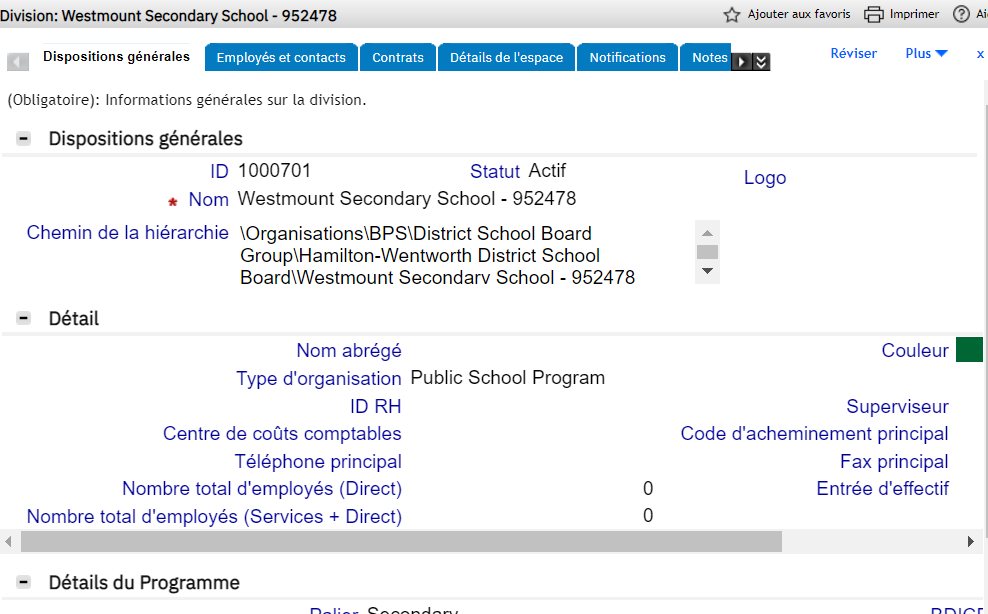 Division: Westmount Secondary School - 952478
Ajouter aux favoris
Imprimer
Dispositions générales
Employés et contacts
Contrats
Détails de l'espace
Notifications
Notes
Réviser
Plus
x
(Obligatoire): Informations générales sur la division.
Dispositions générales
ID 1000701
Statut Actif
Logo
* Nom Westmount Secondary School - 952478
Chemin de la hiérarchie \Organisations\BPS\District School Board
Group\Hamilton-Wentworth District School
Board\Westmount Secondary School - 952478
Détail
Nom abrégé
Couleur
Type d'organisation Public School Program
ID RH
Superviseur
Centre de coûts comptables
Code d'acheminement principal
Téléphone principal
Fax principal
Nombre total d'employés (Direct) 0
Entrée d'effectif
Nombre total d'employés (Services + Direct) 0
Détails du Programme
Palier Secondary